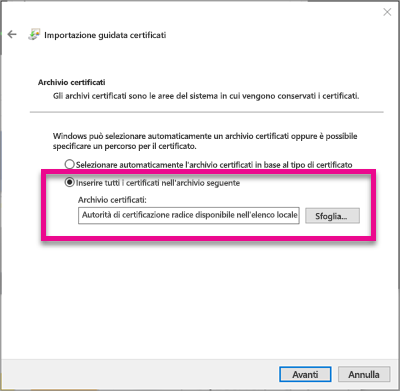 Importazione guidata certificati
Archivio certificati
Gli archivi certificati sono le aree del sistema in cui vengono conservati i certificati.
Windows può selezionare automaticamente un archivio certificati oppure è possibile
specificare un percorso per il certificato.
Selezionare automaticamente l'archivio certificati in base al tipo di certificato
Inserire tutti i certificati nell'archivio seguente
Archivio certificati:
Autorità di certificazione radice disponibile nell'elenco locale
Sfoglia...
Avanti
Annulla